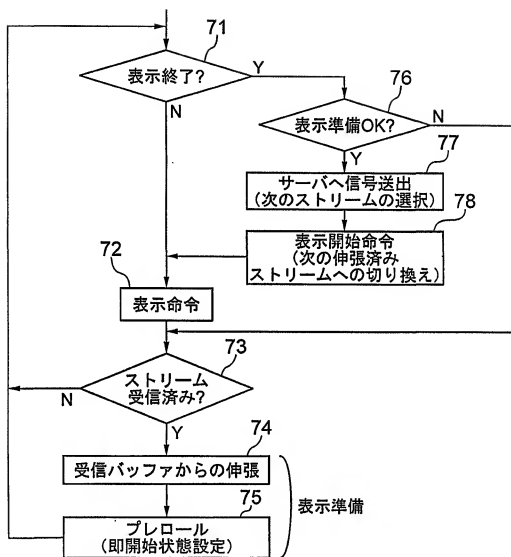 71
表示終了?
Y
N
76
表示準備OK?
N
Y
77
サーバへ信号送出
(次のストリームの選択)
78
表示開始命令
(次の伸張済み
ストリームへの切り換え)
72
表示命令
73
ストリーム
受信済み?
N
Y
74
受信バッファからの伸張
75
プレロール
(即開始状態設定)
表示準備